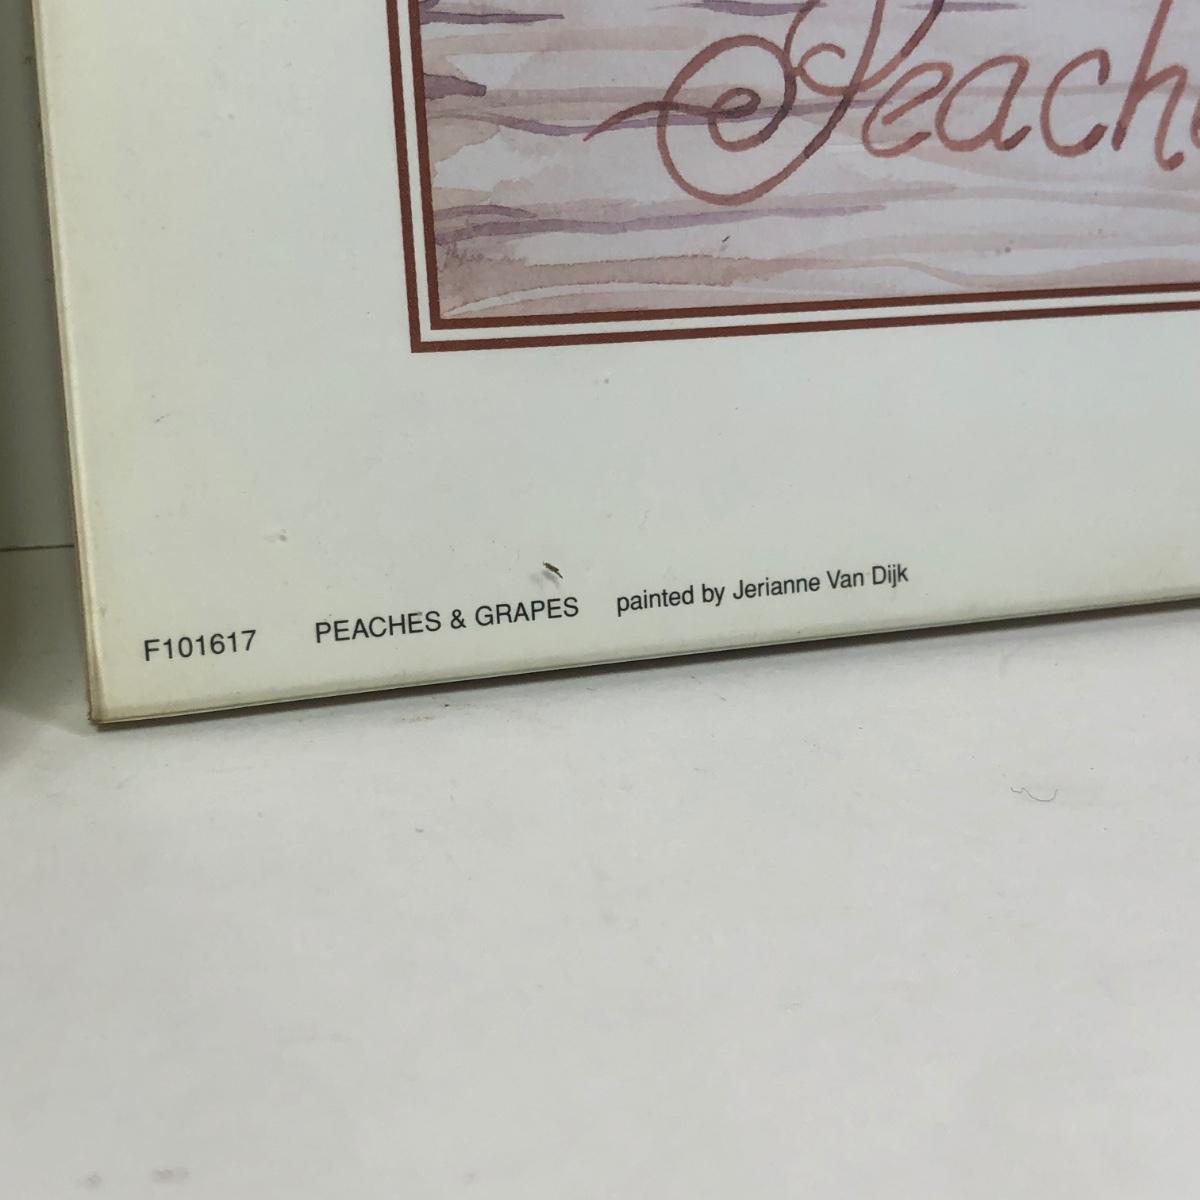 Peach
F101617 PEACHES & GRAPES painted by Jerianne Van Dijk